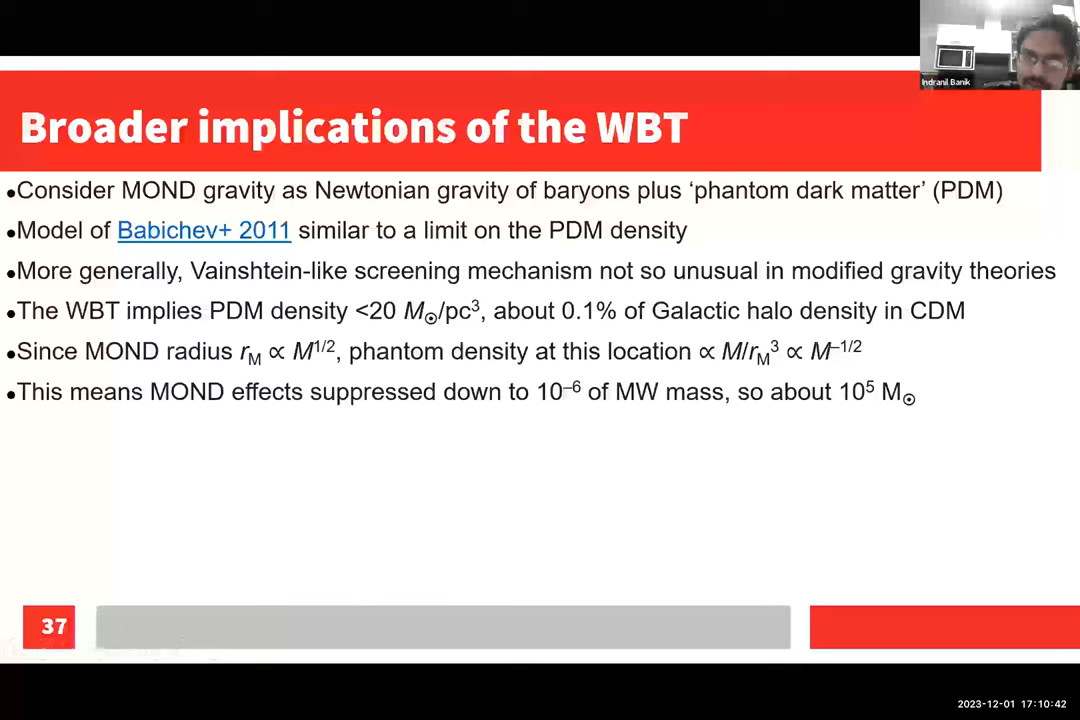 Indranil Banik
Broader implications of the WBT
●Consider MOND gravity as Newtonian gravity of baryons plus ‘phantom dark matter’ (PDM)
●Model of Babichev+ 2011 similar to a limit on the PDM density
●More generally, Vainshtein-like screening mechanism not so unusual in modified gravity theories
●The WBT implies PDM density <20 M☉/pc³, about 0.1% of Galactic halo density in CDM
●Since MOND radius rM ∝ M¹ᐟ², phantom density at this location ∝ M/rM³ ∝ M⁻¹ᐟ²
●This means MOND effects suppressed down to 10⁻⁶ of MW mass, so about 10⁵ M☉
37
2023-12-01 17:10:42